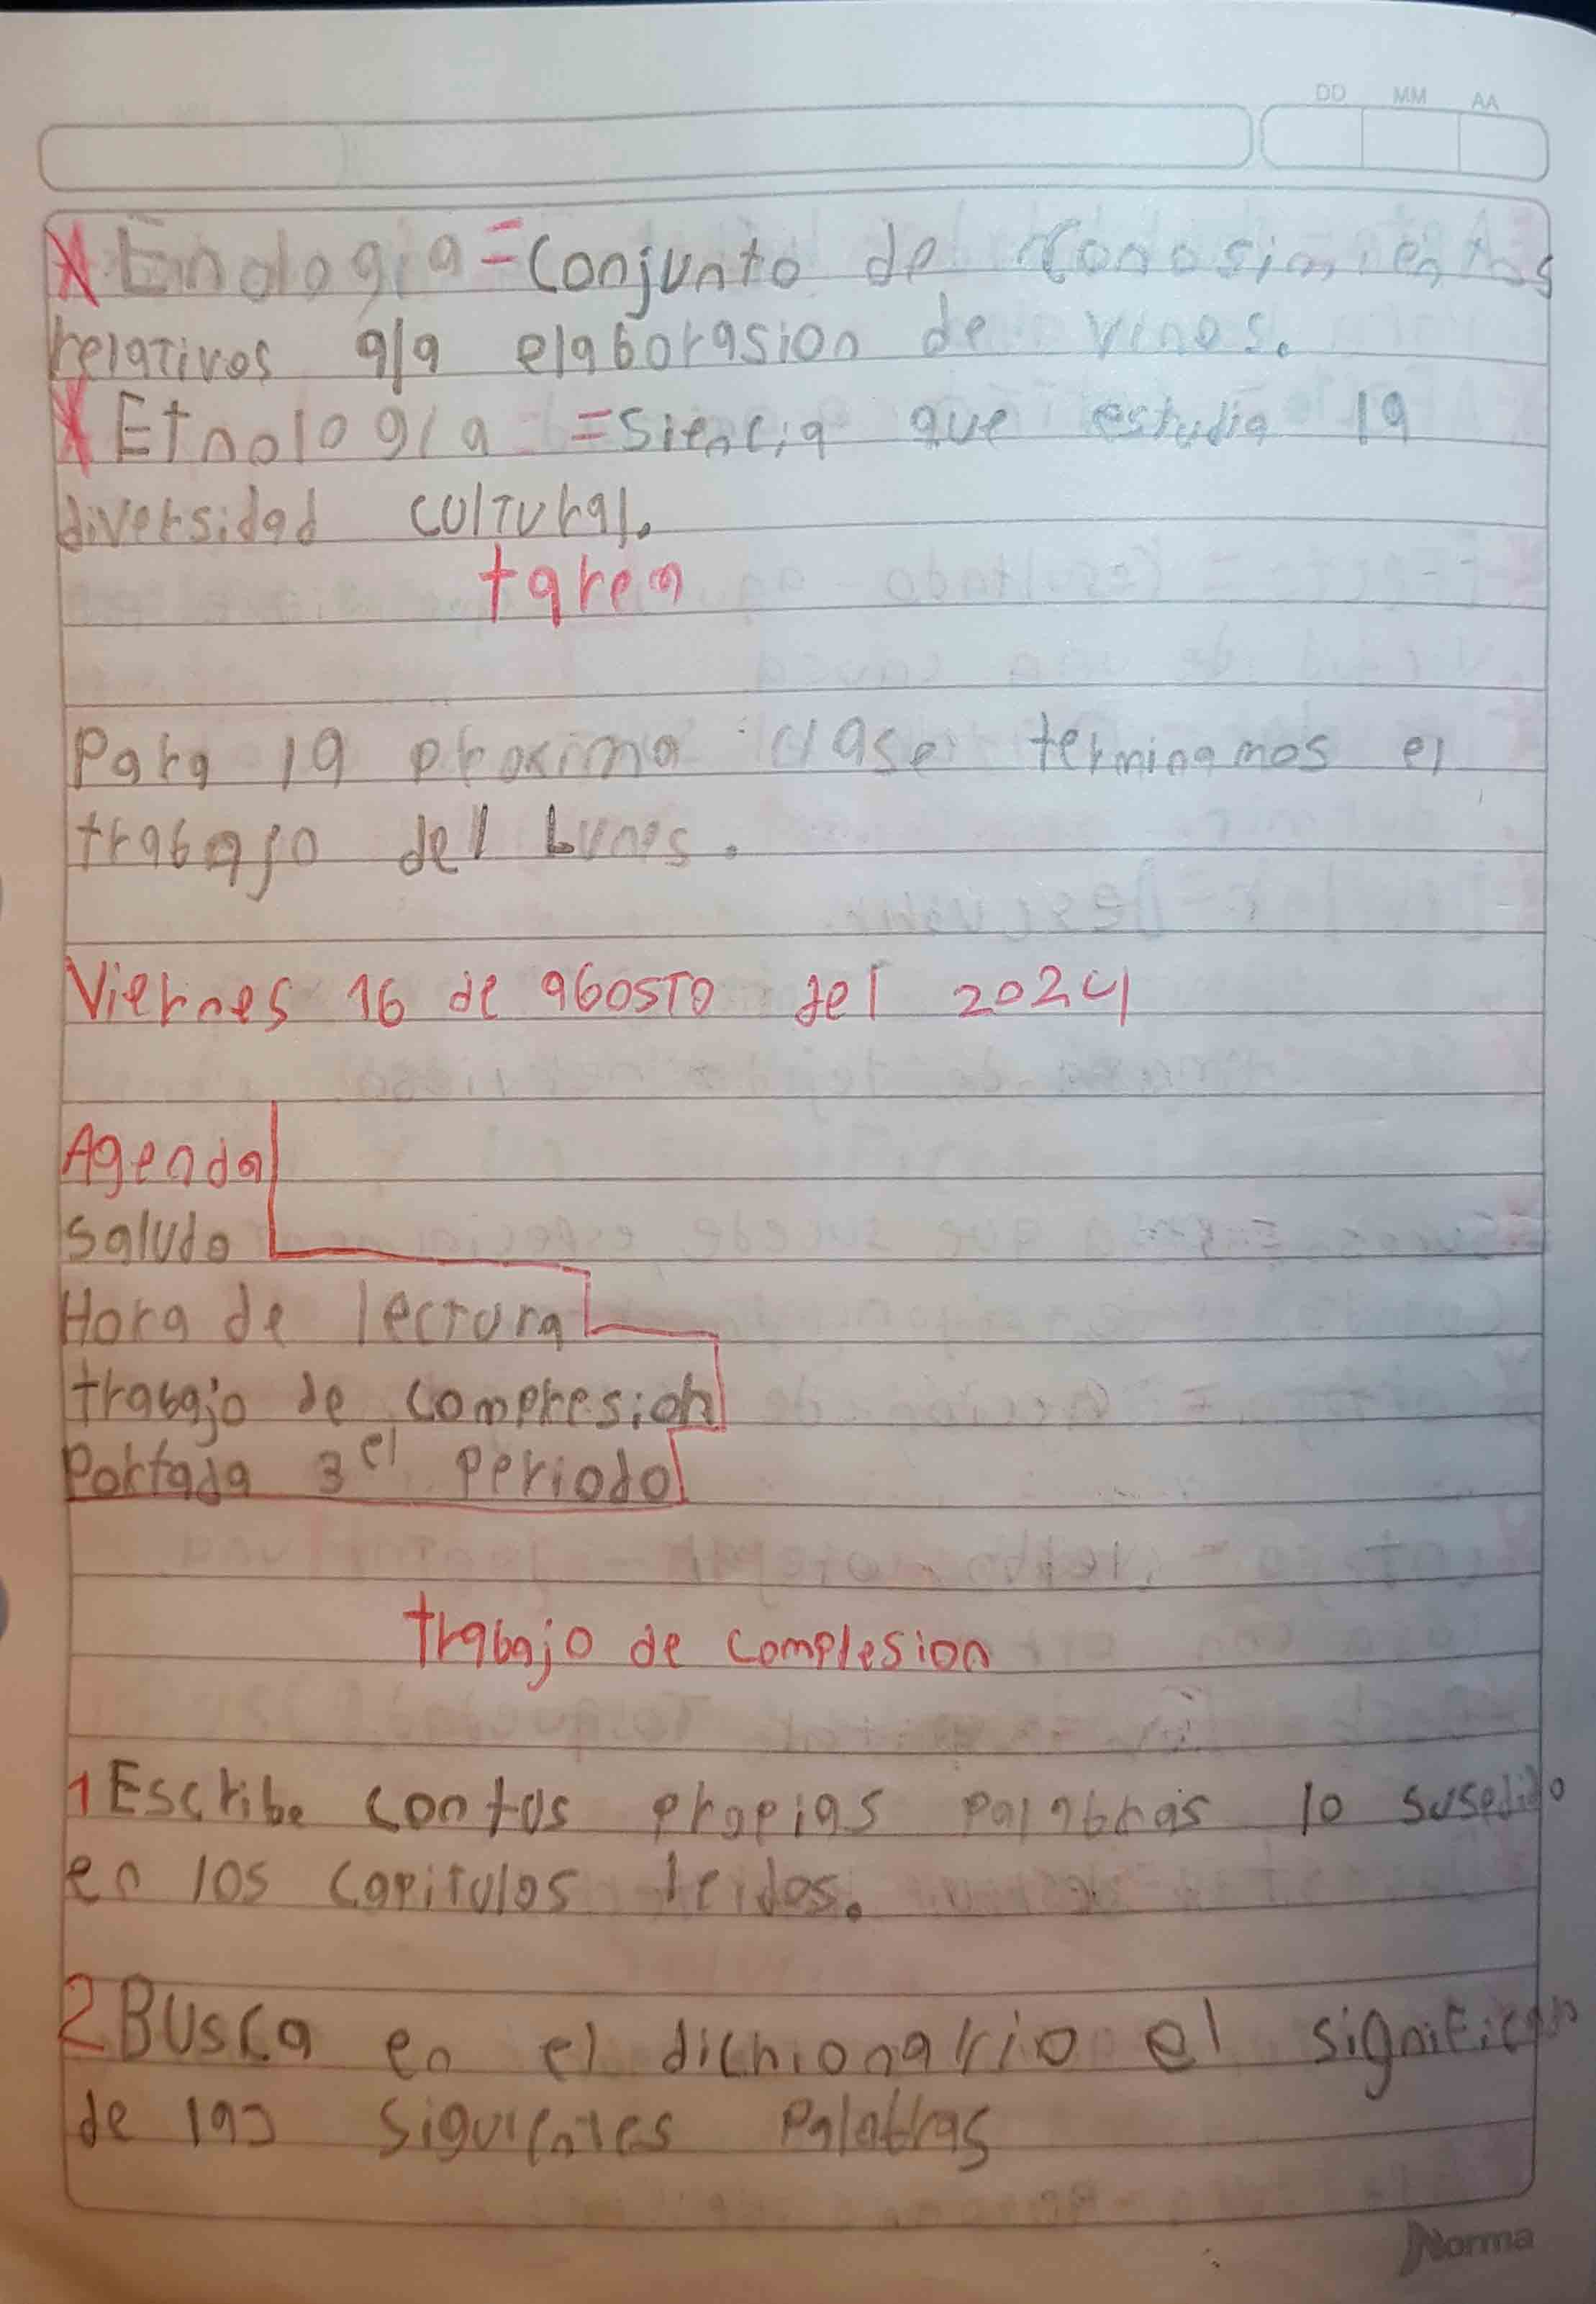 DD MM AA
* Enologia = Conjunto de conosimientos
relativos a la elaborasion de vinos.
* Etnologia = siencia que estudia la
diversidad cultural.
tarea
Para la proxima clase terminamos el
trabajo del Lunes.
Viernes 16 de agosto del 2024
Agenda
saludo
Hora de lectura
trabajo de compresion
Portada 3el periodo
trabajo de complesion
1 Escribe con tus propias palabras lo susedido
en los capitulos leidos.
2 Busca en el dichionario el
de las siguientes palabras
Norma